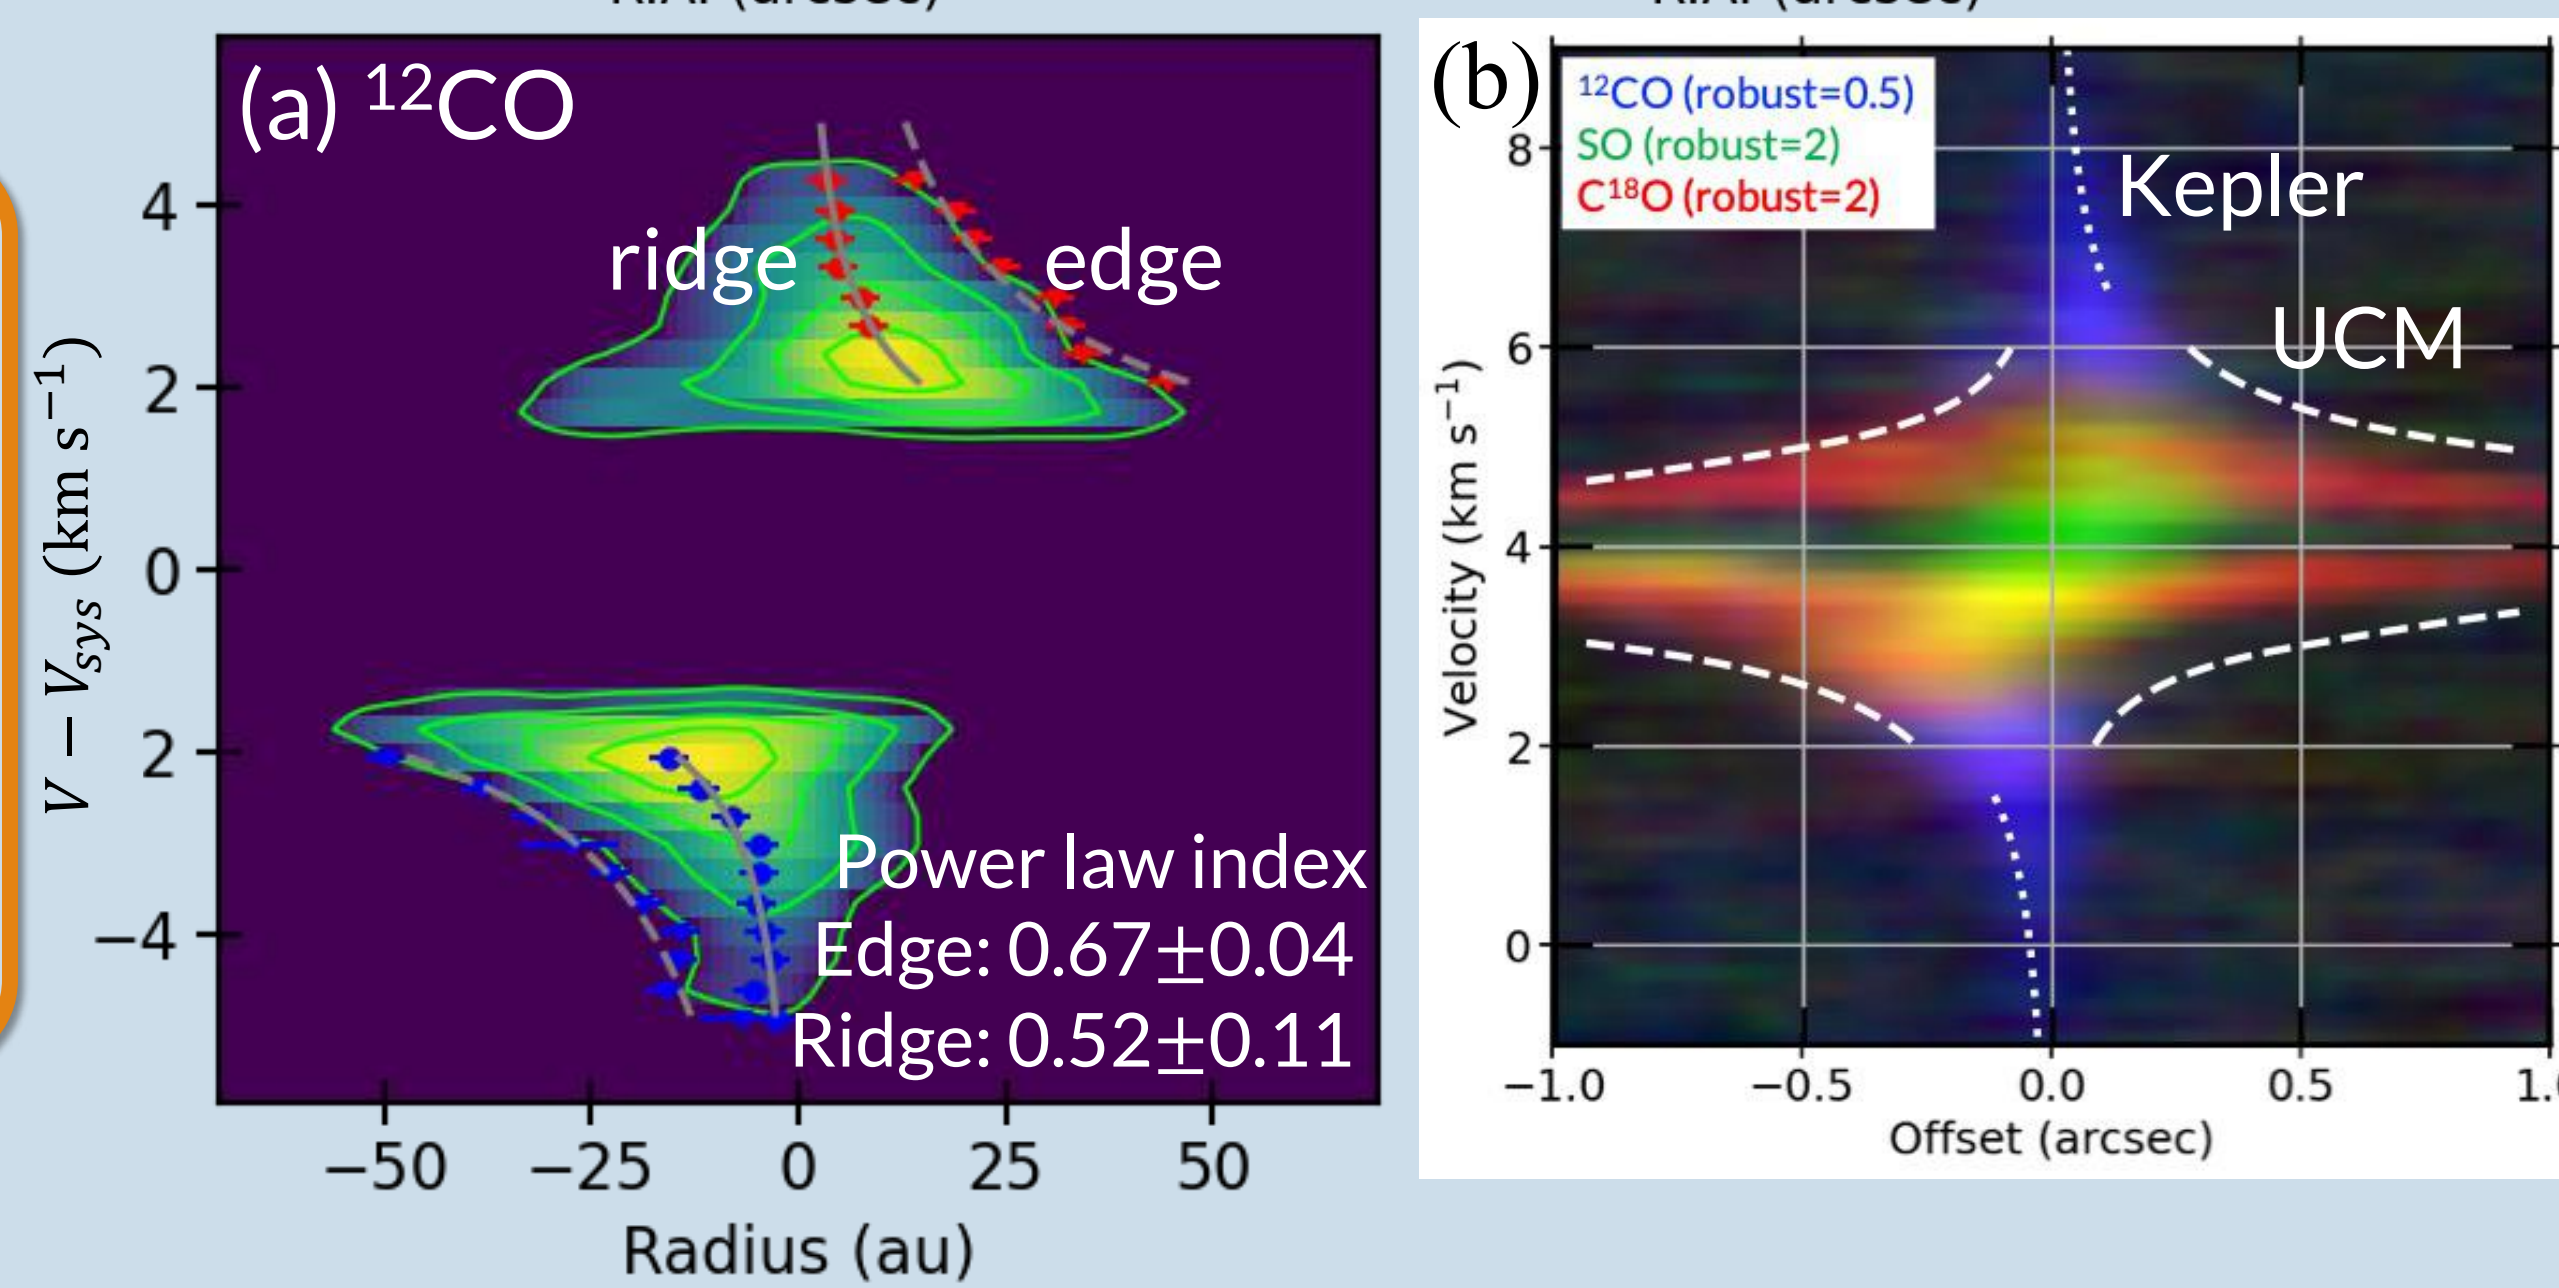 (a) ¹²CO
ridge
edge
Power law index
Edge: 0.67±0.04
Ridge: 0.52±0.11
V − V_sys (km s⁻¹)
4
2
0
2
−4
−50 −25 0 25 50
Radius (au)
(b)
¹²CO (robust=0.5)
SO (robust=2)
C¹⁸O (robust=2)
Kepler
UCM
Velocity (km s⁻¹)
8
6
4
2
0
−1.0 −0.5 0.0 0.5
Offset (arcsec)